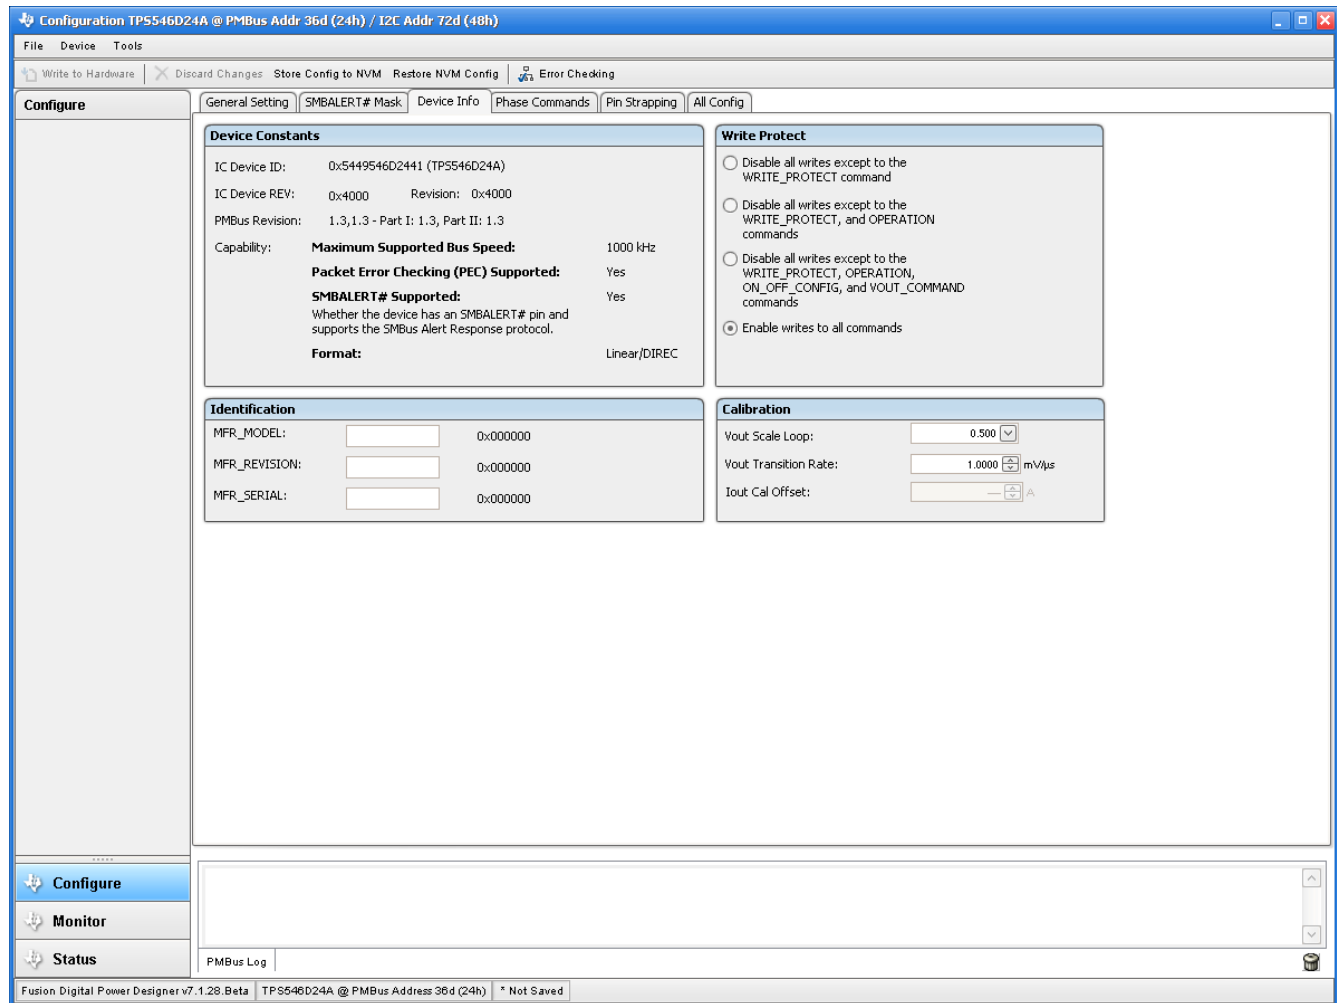 Configuration TPS546D24A @ PMBus Addr 36d (24h) / I2C Addr 72d (48h)
File Device Tools
Write to Hardware Discard Changes Store Config to NVM Restore NVM Config Error Checking
Configure
General Setting SMBALERT# Mask Device Info Phase Commands Pin Strapping All Config
Device Constants
IC Device ID: 0x5449546D2441 (TPS546D24A)
IC Device REV: 0x4000 Revision: 0x4000
PMBus Revision: 1.3,1.3 - Part I: 1.3, Part II: 1.3
Capability: Maximum Supported Bus Speed: 1000 kHz
Packet Error Checking (PEC) Supported: Yes
SMBALERT# Supported: Yes
Whether the device has an SMBALERT# pin and
supports the SMBus Alert Response protocol.
Format: Linear/DIREC
Write Protect
Disable all writes except to the
WRITE_PROTECT command
Disable all writes except to the
WRITE_PROTECT, and OPERATION
commands
Disable all writes except to the
WRITE_PROTECT, OPERATION,
ON_OFF_CONFIG, and VOUT_COMMAND
commands
Enable writes to all commands
Identification
MFR_MODEL: 0x000000
MFR_REVISION: 0x000000
MFR_SERIAL: 0x000000
Calibration
Vout Scale Loop: 0.500
Vout Transition Rate: 1.0000 mV/µs
Iout Cal Offset: — A
Configure
Monitor
Status
PMBus Log
Fusion Digital Power Designer v7.1.28.Beta TPS546D24A @ PMBus Address 36d (24h) * Not Saved